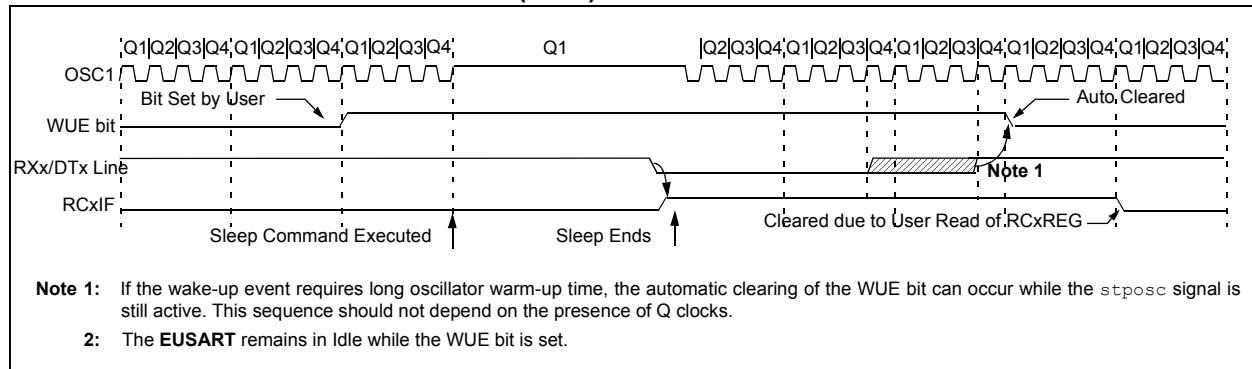 Q1|Q2|Q3|Q4|Q1|Q2|Q3|Q4|Q1|Q2|Q3|Q4 Q1 |Q2|Q3|Q4|Q1|Q2|Q3|Q4|Q1|Q2|Q3|Q4|Q1|Q2|Q3|Q4|Q1|Q2|Q3|Q4
OSC1
Bit Set by User
Auto Cleared
WUE bit
RXx/DTx Line
Note 1
RCxIF
Cleared due to User Read of RCxREG
Sleep Command Executed
Sleep Ends
Note 1: If the wake-up event requires long oscillator warm-up time, the automatic clearing of the WUE bit can occur while the stposc signal is
still active. This sequence should not depend on the presence of Q clocks.
2: The EUSART remains in Idle while the WUE bit is set.